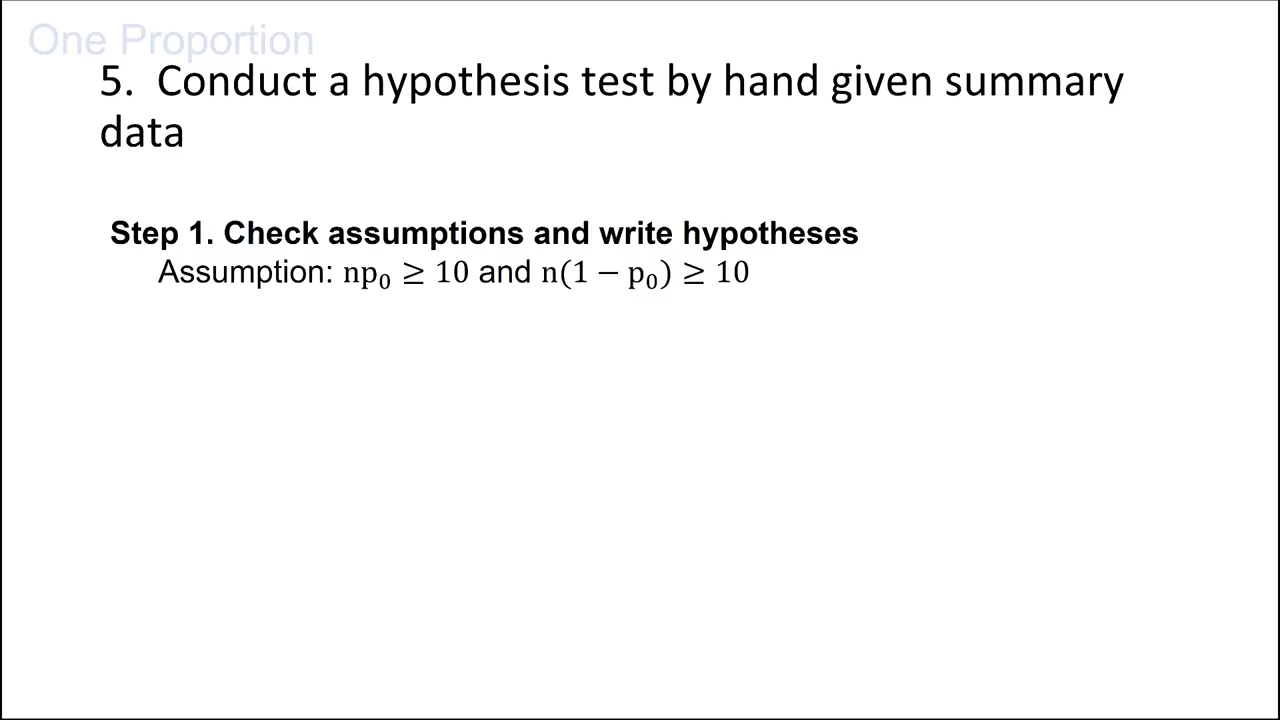 One Proportion
5.  Conduct a hypothesis test by hand given summary
data
Step 1. Check assumptions and write hypotheses
Assumption: np₀ ≥ 10 and n(1 − p₀) ≥ 10